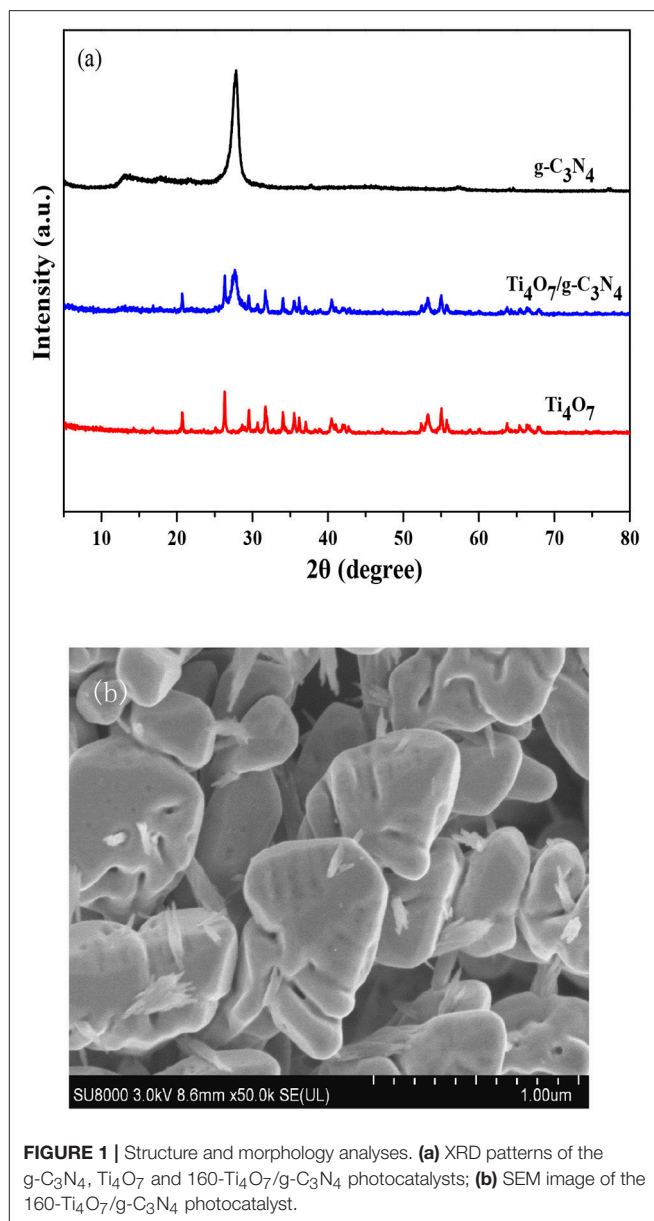 (a)
g-C₃N₄
Ti₄O₇/g-C₃N₄
Ti₄O₇
Intensity (a.u.)
10 20 30 40 50 60 70 80
2θ (degree)
(b)
SU8000 3.0kV 8.6mm x50.0k SE(UL) 1.00um
FIGURE 1 | Structure and morphology analyses. (a) XRD patterns of the
g-C₃N₄, Ti₄O₇ and 160-Ti₄O₇/g-C₃N₄ photocatalysts; (b) SEM image of the
160-Ti₄O₇/g-C₃N₄ photocatalyst.